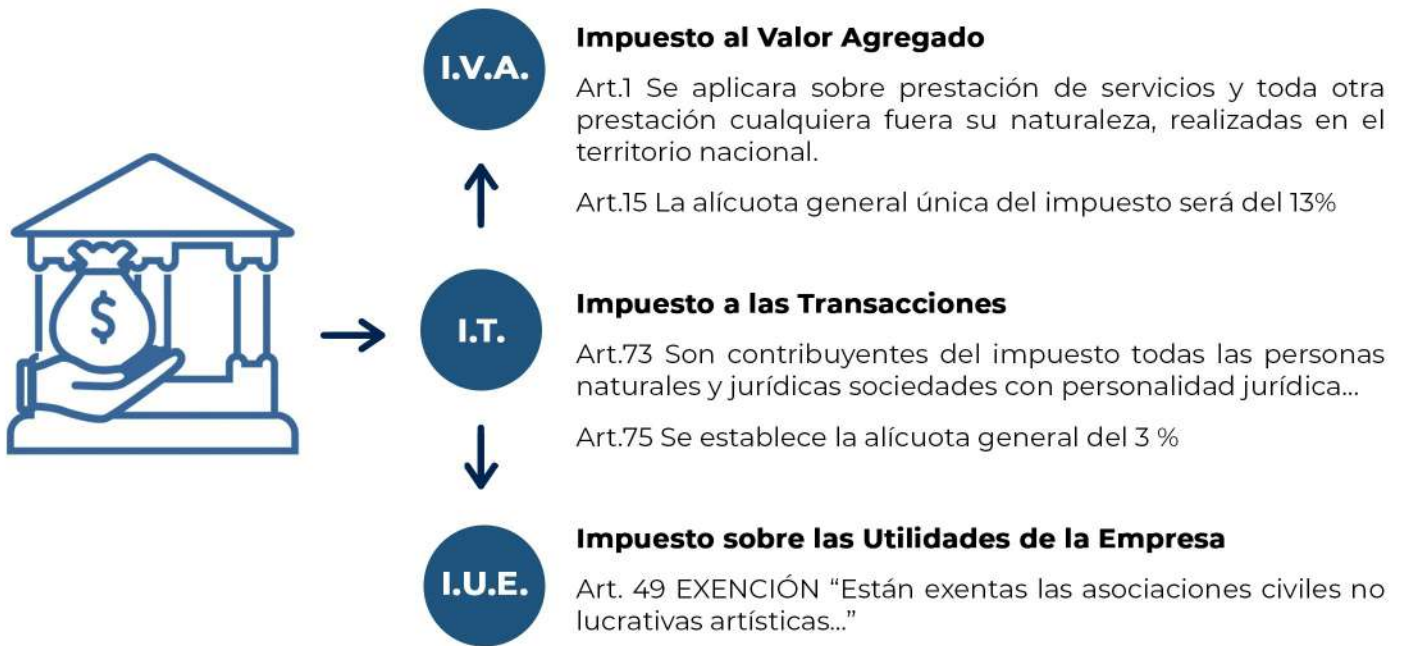 I.V.A.
Impuesto al Valor Agregado
Art.1 Se aplicara sobre prestación de servicios y toda otra
prestación cualquiera fuera su naturaleza, realizadas en el
territorio nacional.
Art.15 La alícuota general única del impuesto será del 13%
$
I.T.
Impuesto a las Transacciones
Art.73 Son contribuyentes del impuesto todas las personas
naturales y jurídicas sociedades con personalidad jurídica...
Art.75 Se establece la alícuota general del 3 %
I.U.E.
Impuesto sobre las Utilidades de la Empresa
Art. 49 EXENCIÓN “Están exentas las asociaciones civiles no
lucrativas artísticas...”